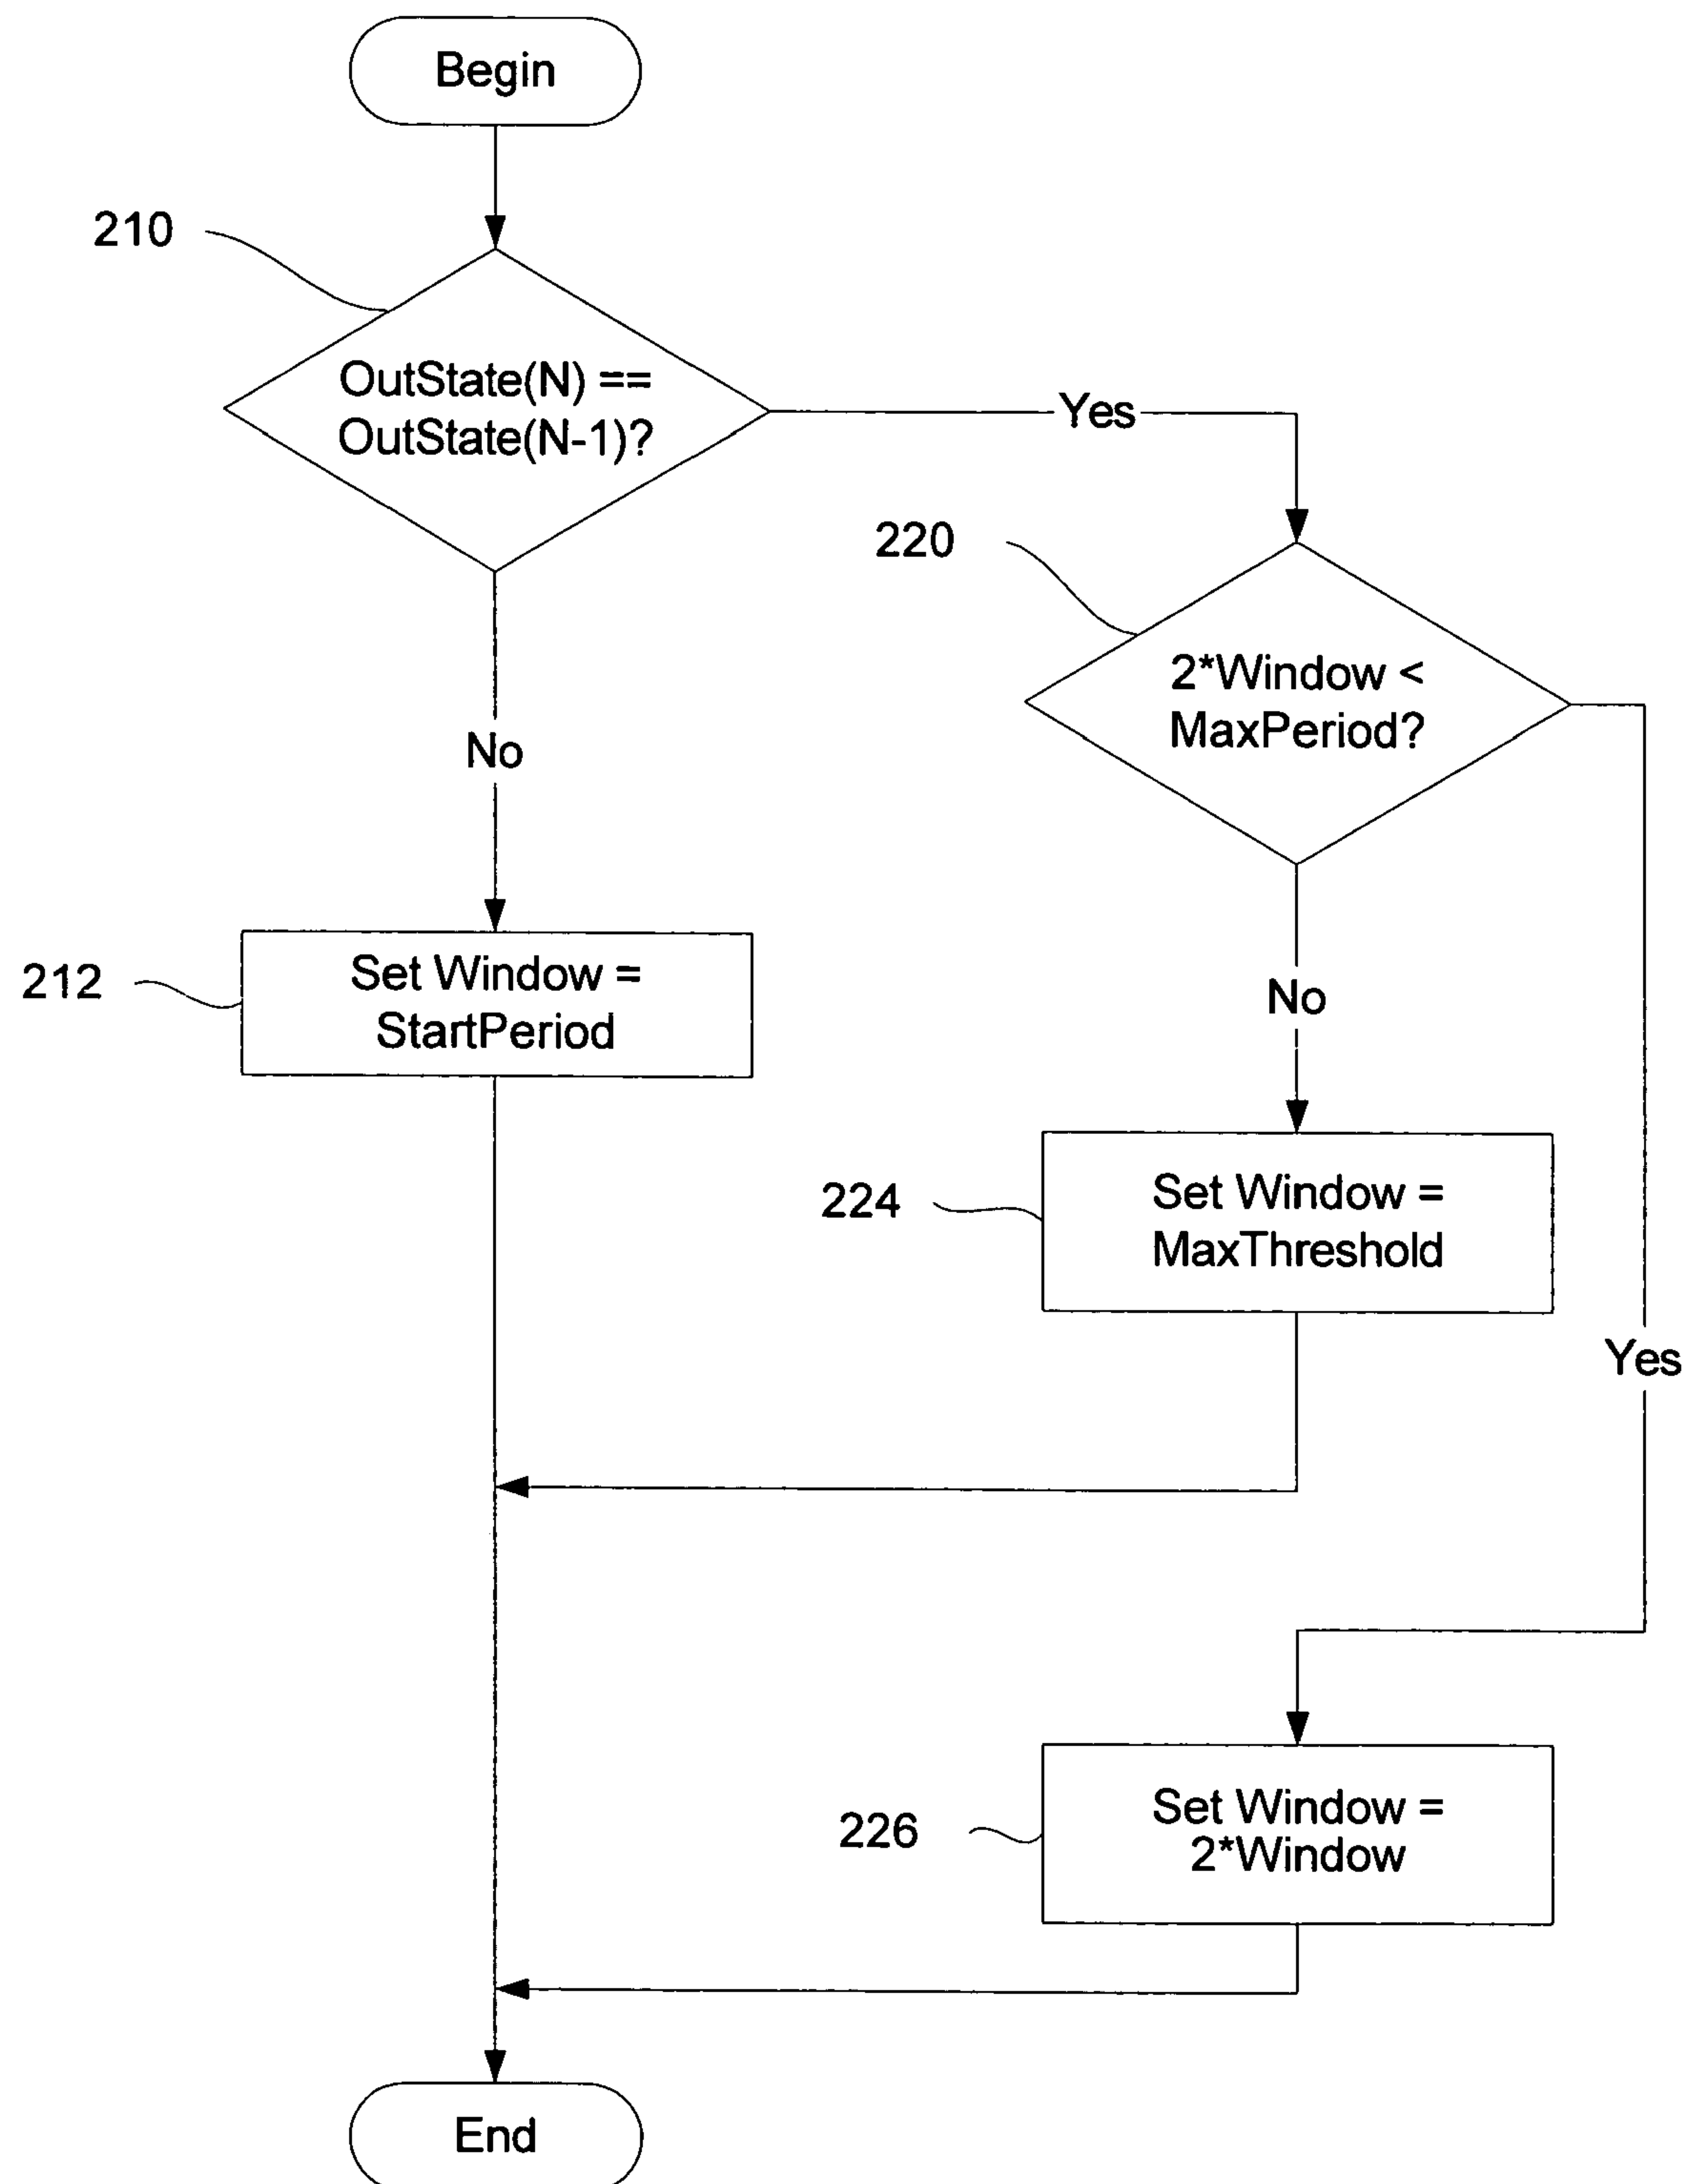 Begin
210
OutState(N) ==
OutState(N-1)?
Yes
220
2*Window <
MaxPeriod?
No
212
Set Window =
StartPeriod
No
224
Set Window =
MaxThreshold
Yes
226
Set Window =
2*Window
End